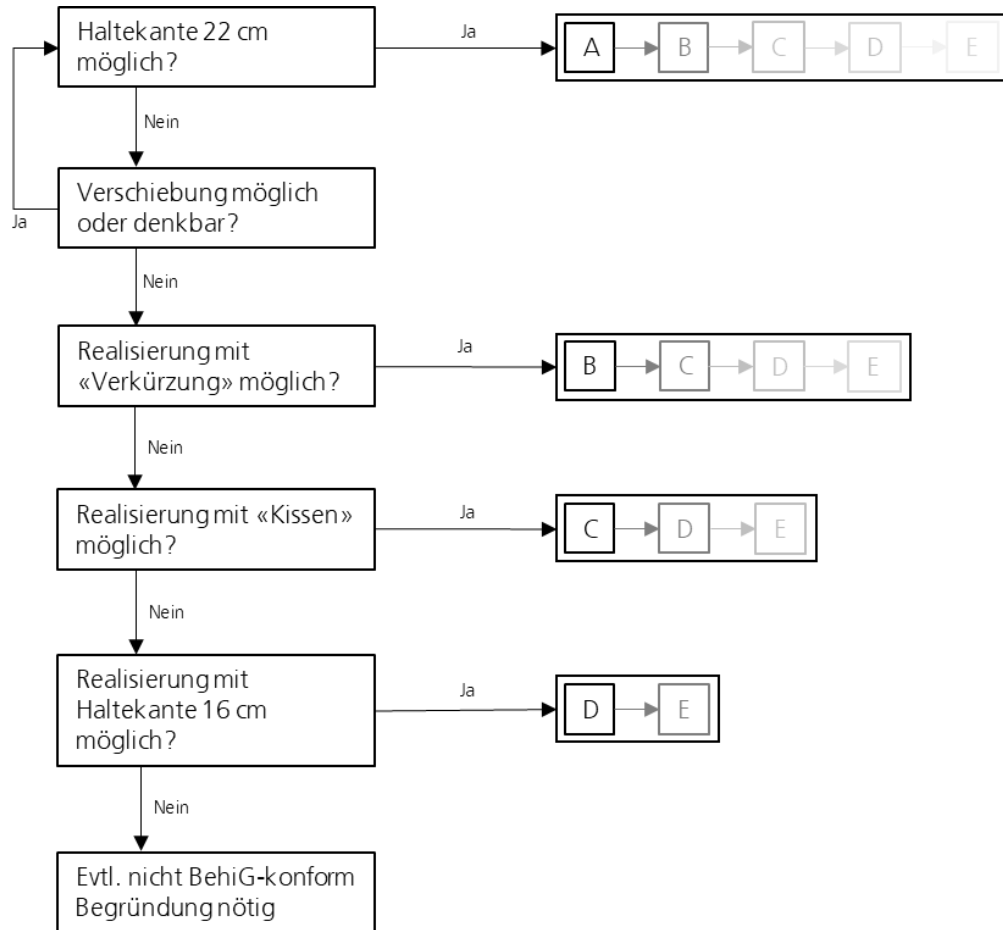 Haltekante 22 cm
möglich?
Ja
A B C D E
Nein
Verschiebung möglich
oder denkbar?
Ja
Nein
Realisierung mit
«Verkürzung» möglich?
Ja
B C D E
Nein
Realisierung mit «Kissen»
möglich?
Ja
C D E
Nein
Realisierung mit
Haltekante 16 cm
möglich?
Ja
D E
Nein
Evtl. nicht BehiG-konform
Begründung nötig